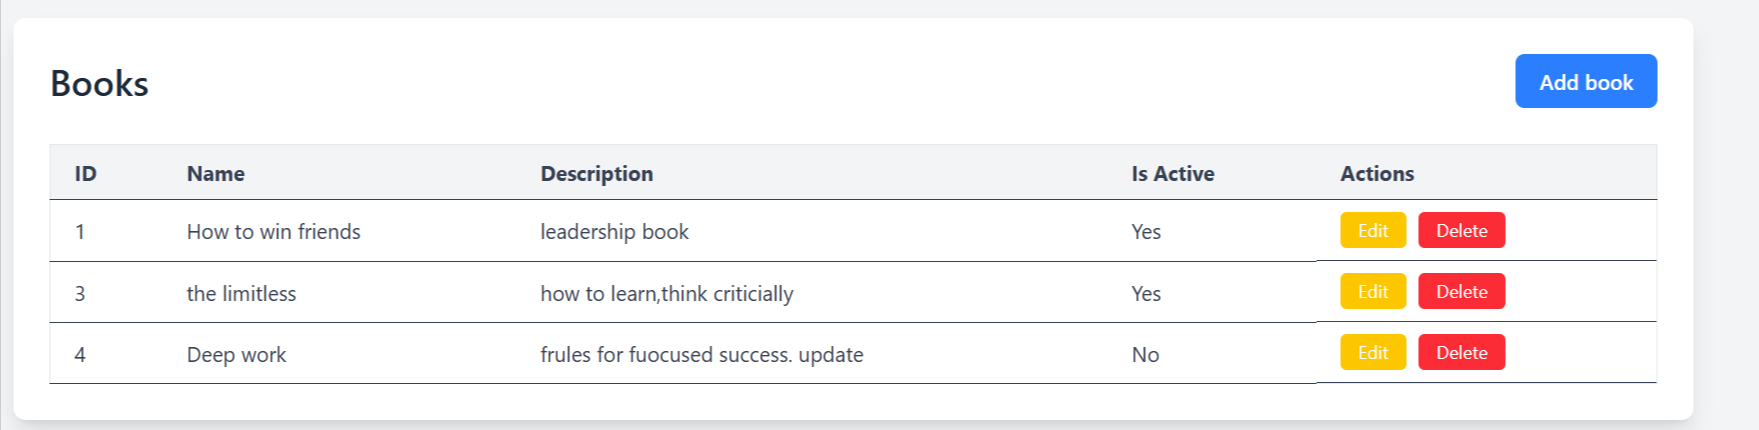 Books
Add book
ID Name Description Is Active Actions
1 How to win friends leadership book Yes Edit Delete
3 the limitless how to learn,think criticially Yes Edit Delete
4 Deep work frules for fuocused success. update No Edit Delete